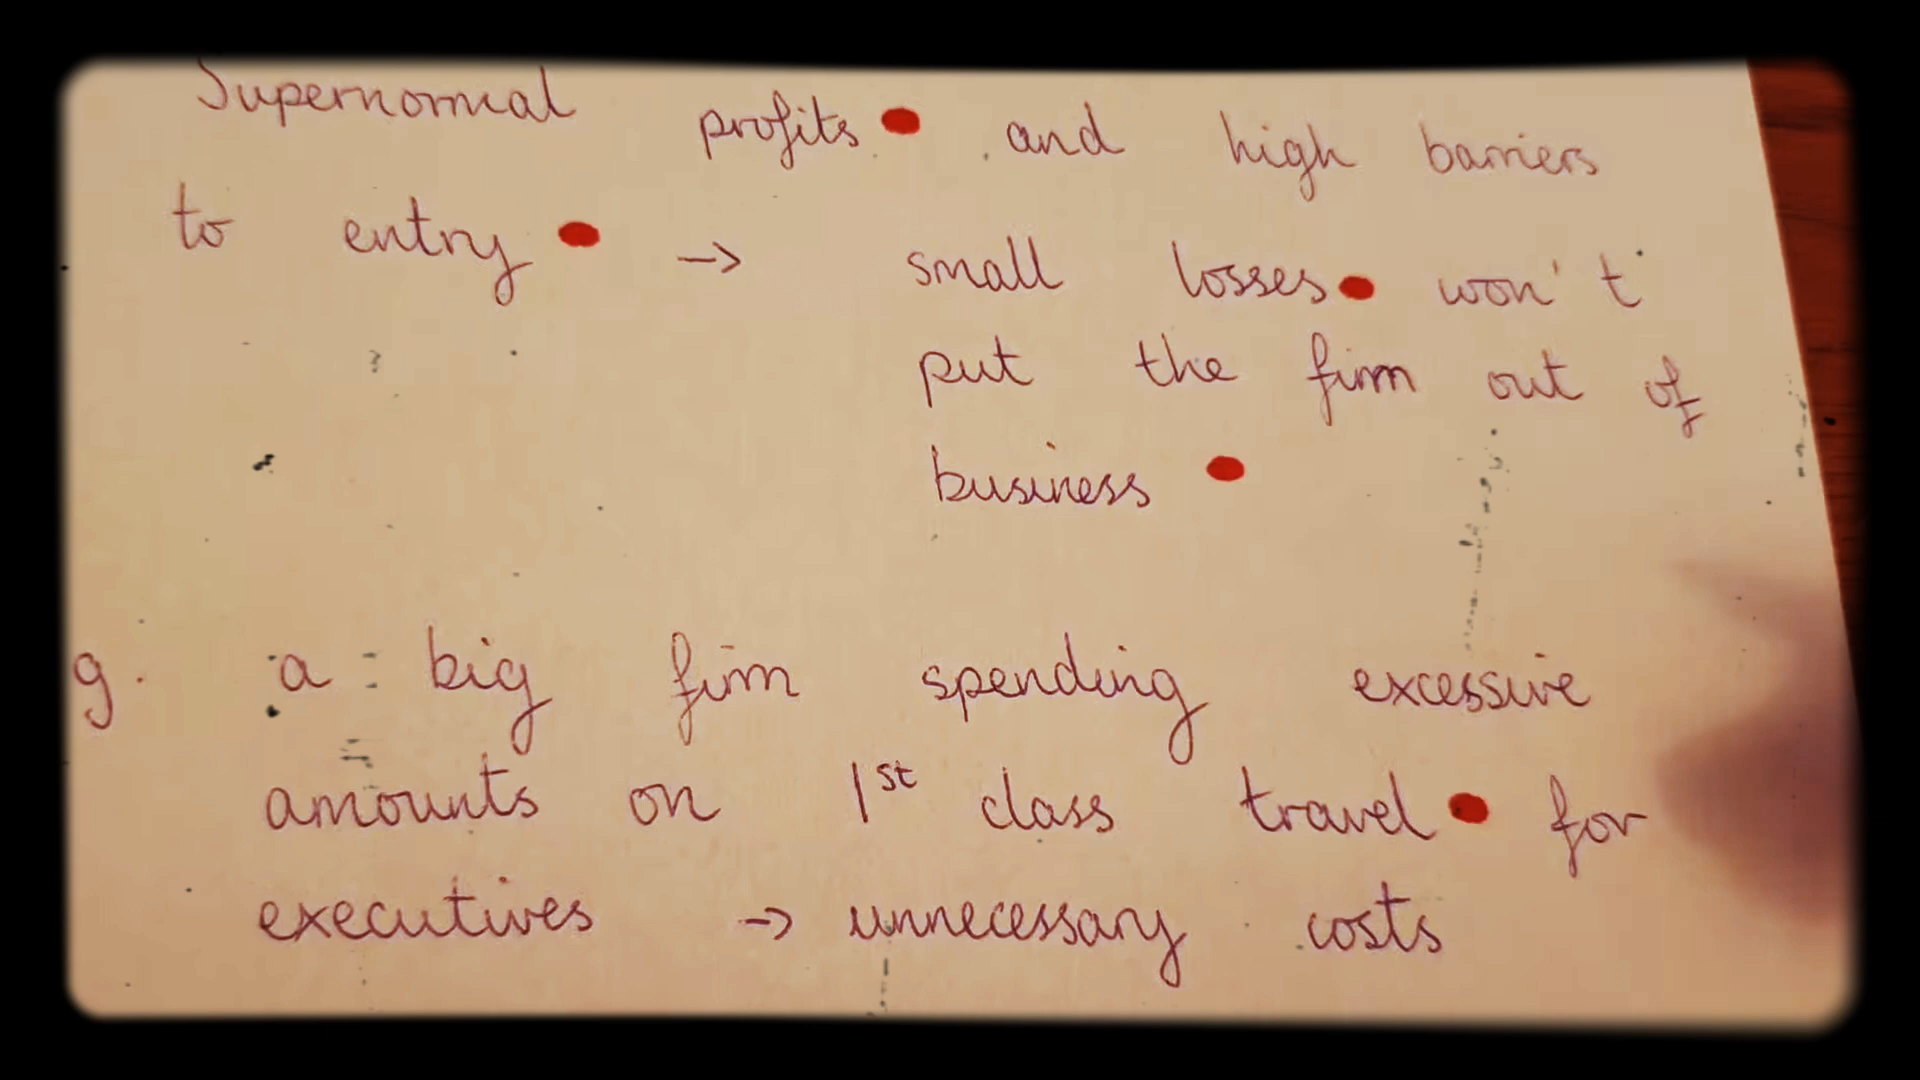 Supernormal profits and high barriers
to entry → small losses won't
put the firm out of
business
g. a big firm spending excessive
amounts on 1st class travel for
executives → unnecessary costs